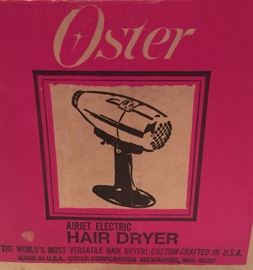 Oster
AIRJET ELECTRIC
HAIR DRYER
THE WORLD'S MOST VERSATILE HAIR DRYER! CUSTOM-CRAFTED IN U.S.A.
MADE IN U.S.A. OSTER CORPORATION MILWAUKEE, WIS. 53217